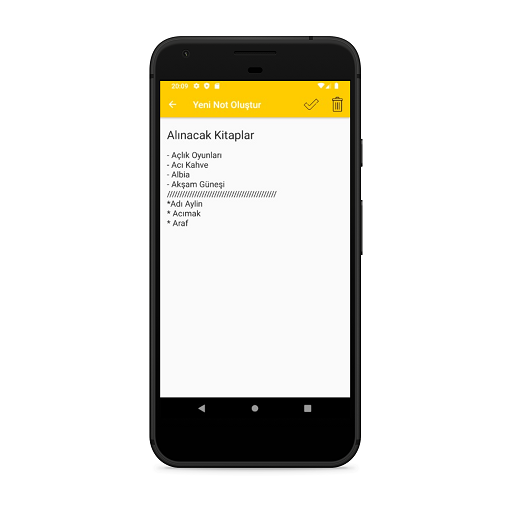 20:09
Yeni Not Oluştur
Alınacak Kitaplar
- Açlık Oyunları
- Acı Kahve
- Albia
- Akşam Güneşi
//////////////////////////////////////////
*Adı Aylin
* Acımak
* Araf